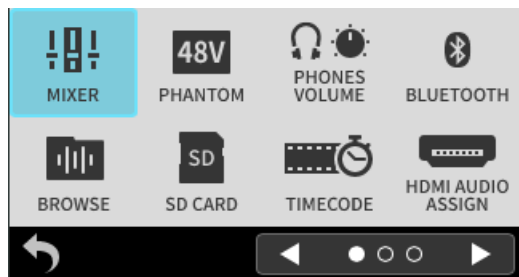 MIXER
48V
PHANTOM
PHONES
VOLUME
BLUETOOTH
BROWSE
SD
SD CARD
TIMECODE
HDMI AUDIO
ASSIGN